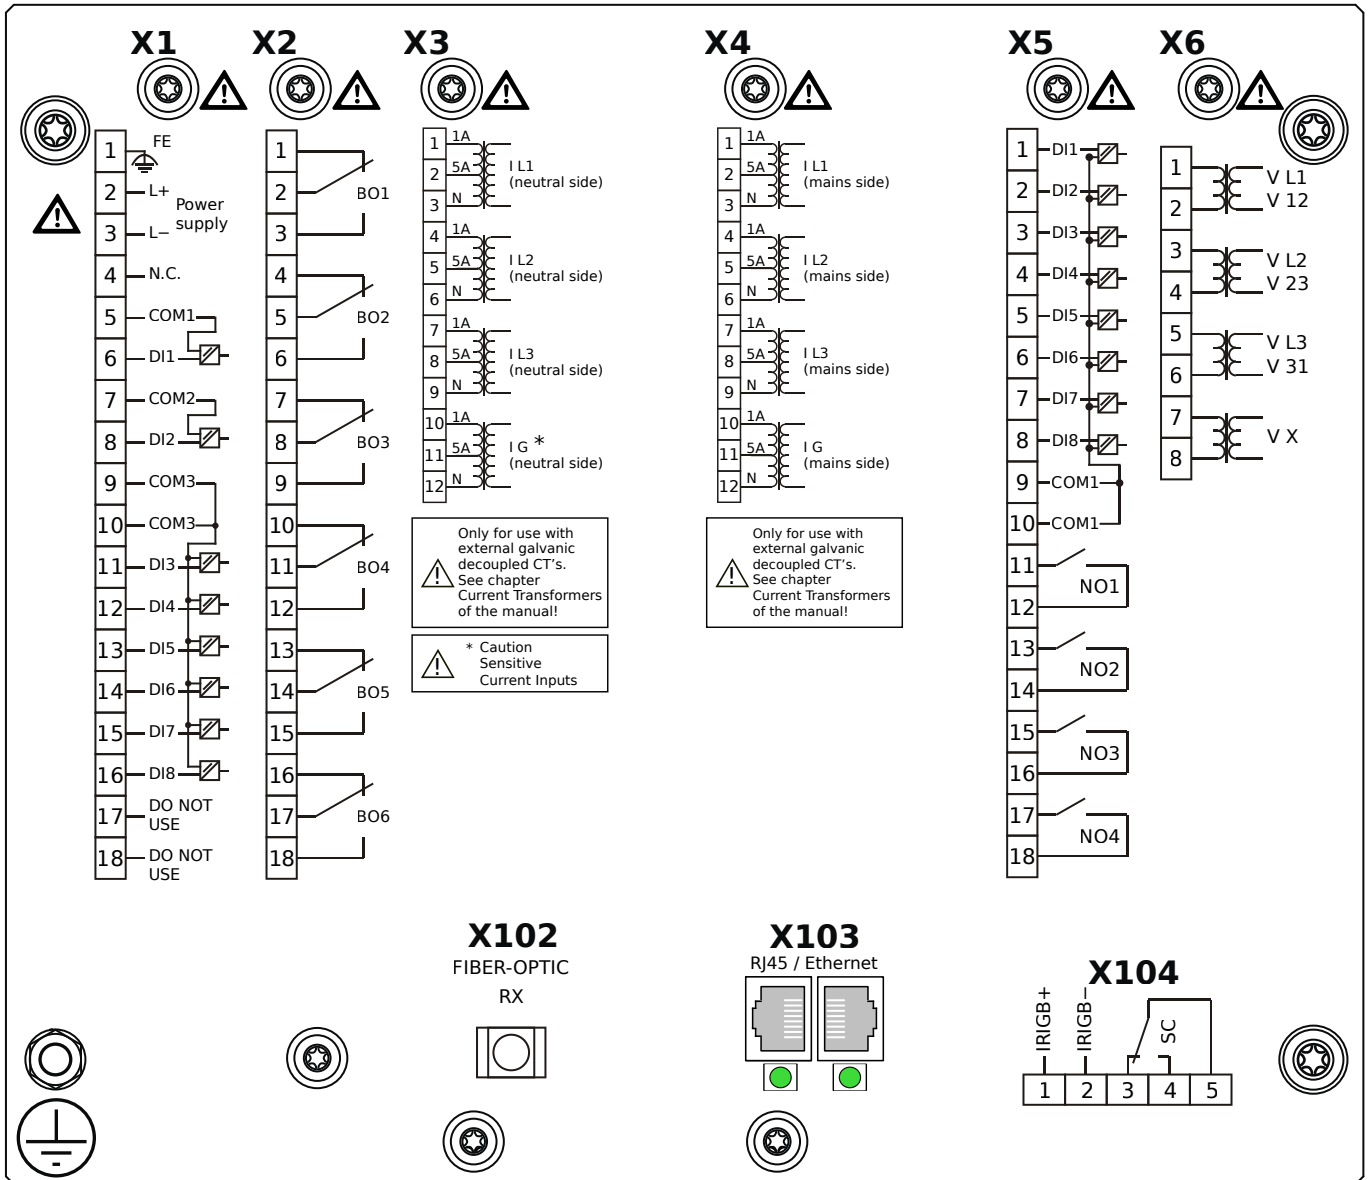 X1
X2
X3
X4
X5
X6
1
FE
2
L+
Power
supply
3
L−
4
N.C.
5
COM1
6
DI1
7
COM2
8
DI2
9
COM3
10
COM3
11
DI3
12
DI4
13
DI5
14
DI6
15
DI7
16
DI8
17
DO NOT
USE
18
DO NOT
USE
1
2
BO1
3
4
5
BO2
6
7
8
BO3
9
10
11
BO4
12
13
14
BO5
15
16
17
BO6
18
1
1A
2
5A
I L1
(neutral side)
3
N
4
1A
5
5A
I L2
(neutral side)
6
N
7
1A
8
5A
I L3
(neutral side)
9
N
10
1A
11
5A
I G *
(neutral side)
12
N
Only for use with
external galvanic
decoupled CT's.
See chapter
Current Transformers
of the manual!
* Caution
Sensitive
Current Inputs
1
1A
2
5A
I L1
(mains side)
3
N
4
1A
5
5A
I L2
(mains side)
6
N
7
1A
8
5A
I L3
(mains side)
9
N
10
1A
11
5A
I G
(mains side)
12
N
Only for use with
external galvanic
decoupled CT's.
See chapter
Current Transformers
of the manual!
1
DI1
2
DI2
3
DI3
4
DI4
5
DI5
6
DI6
7
DI7
8
DI8
9
COM1
10
COM1
11
NO1
12
13
NO2
14
15
NO3
16
17
NO4
18
1
V L1
2
V 12
3
V L2
4
V 23
5
V L3
6
V 31
7
V X
8
X102
FIBER-OPTIC
RX
X103
RJ45 / Ethernet
X104
IRIGB+
IRIGB−
SC
1
2
3
4
5